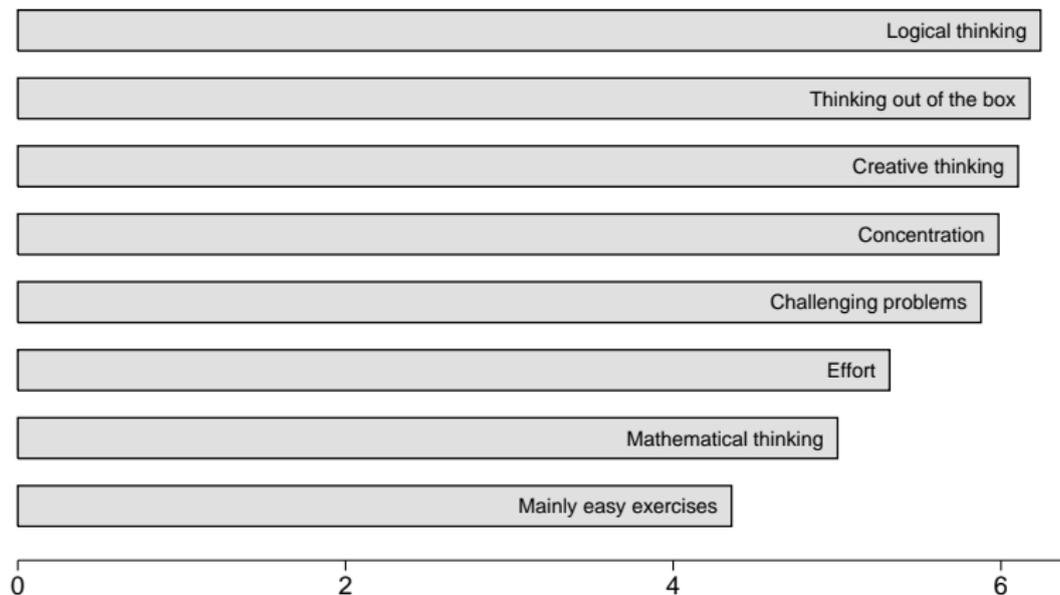 Logical thinking
Thinking out of the box
Creative thinking
Concentration
Challenging problems
Effort
Mathematical thinking
Mainly easy exercises
0 2 4 6